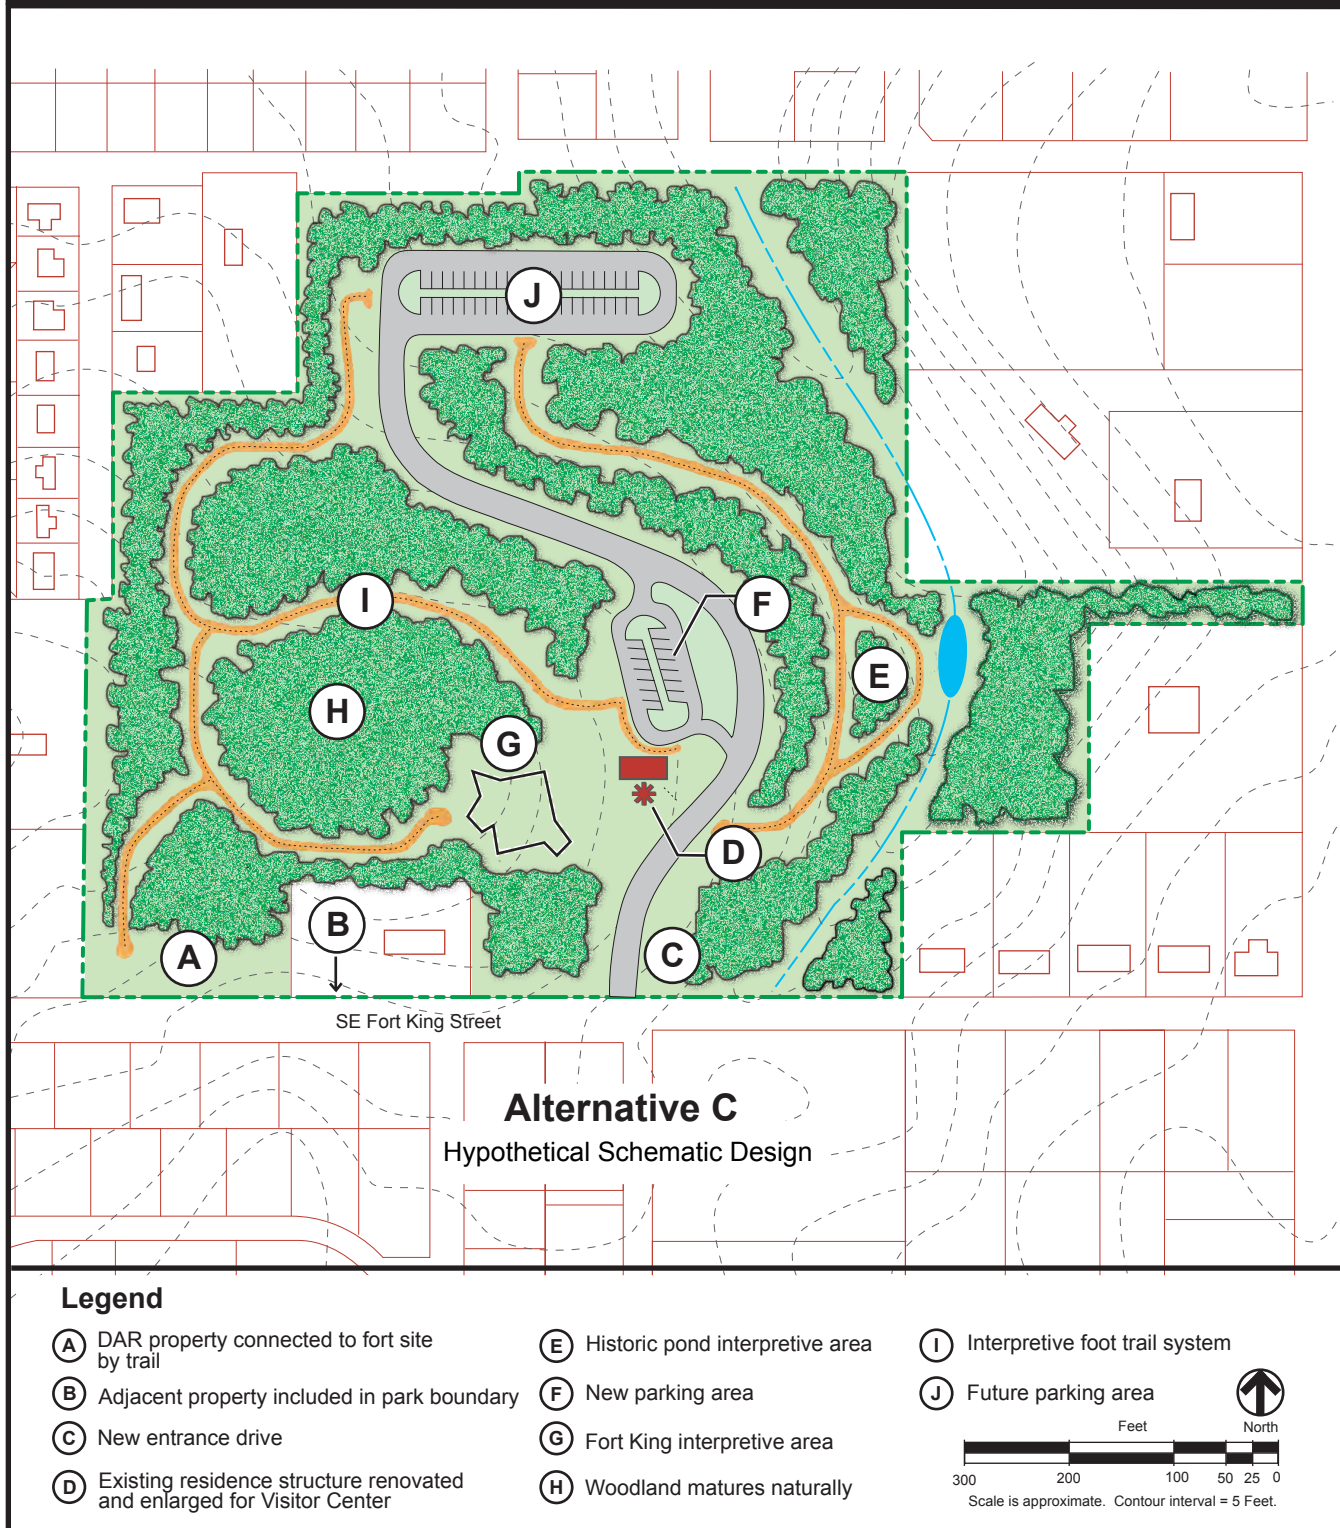 J
I
F
E
H
G
D
B
A
C
SE Fort King Street
Alternative C
Hypothetical Schematic Design
Legend
A DAR property connected to fort site
by trail
B Adjacent property included in park boundary
C New entrance drive
D Existing residence structure renovated
and enlarged for Visitor Center
E Historic pond interpretive area
F New parking area
G Fort King interpretive area
H Woodland matures naturally
I Interpretive foot trail system
J Future parking area
Feet
North
300 200 100 50 25 0
Scale is approximate. Contour interval = 5 Feet.